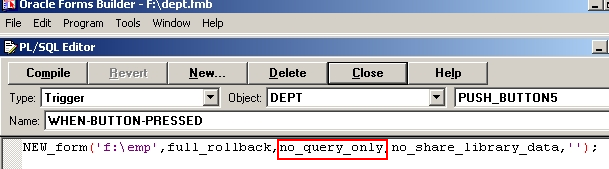 Oracle Forms Builder - F:\dept.fmb
File Edit Program Tools Window Help
PL/SQL Editor
Compile Revert New... Delete Close Help
Type: Trigger Object: DEPT PUSH_BUTTON5
Name: WHEN-BUTTON-PRESSED
NEW_form('f:\emp',full_rollback,no_query_only,no_share_library_data,'');